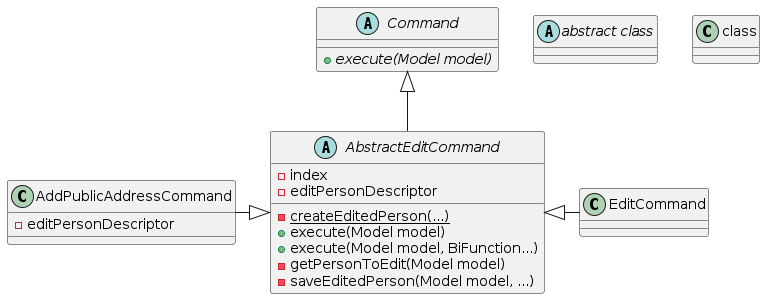 A Command
execute(Model model)
A abstract class
C class
A AbstractEditCommand
index
editPersonDescriptor
createEditedPerson(...)
execute(Model model)
execute(Model model, BiFunction...)
getPersonToEdit(Model model)
saveEditedPerson(Model model, ...)
C AddPublicAddressCommand
editPersonDescriptor
C EditCommand